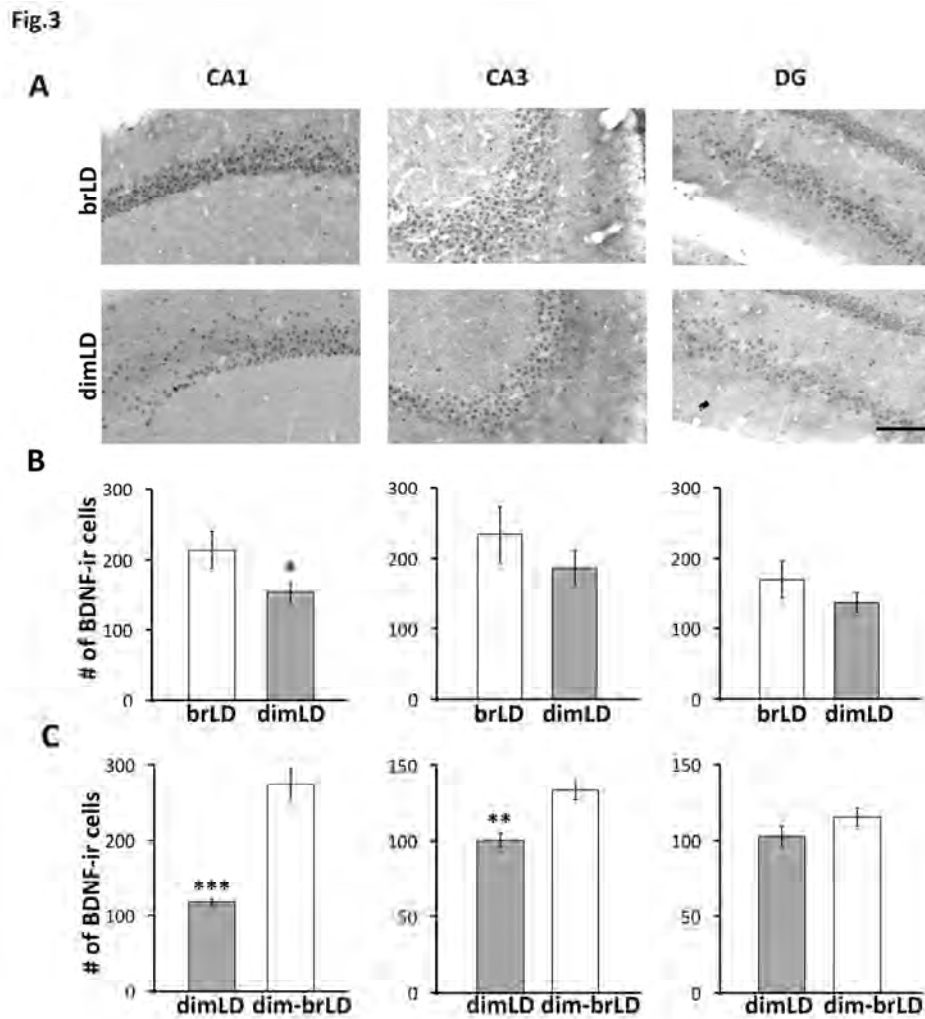 Fig.3
A
CA1 CA3 DG
brLD
dimLD
B
# of BDNF-ir cells
300 300 300
200 200 200
100 100 100
0 0 0
brLD dimLD brLD dimLD brLD dimLD
C
# of BDNF-ir cells
300 150 150
*** **
200 100 100
100 50 50
0 0 0
dimLD dim-brLD dimLD dim-brLD dimLD dim-brLD